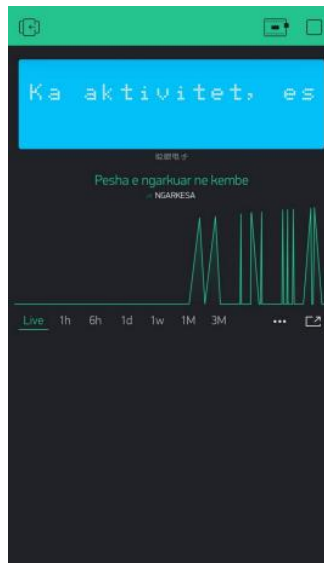 Ka aktivitet, es
Pesha e ngarkuar ne kembe
NGARKESA
Live 1h 6h 1d 1w 1M 3M